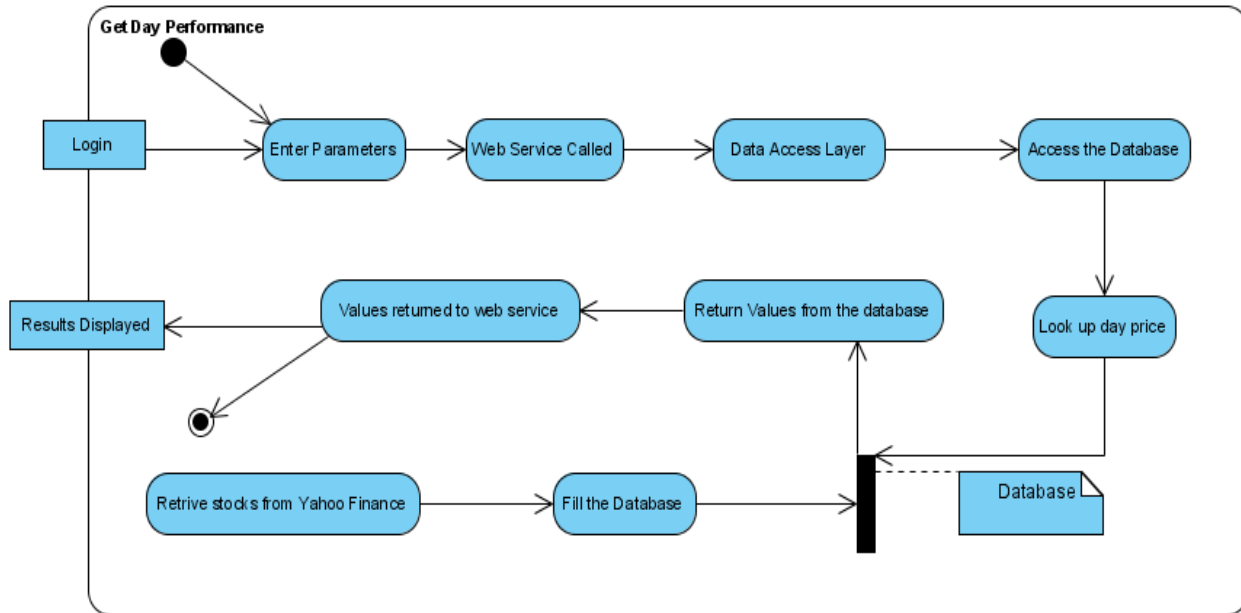 Get Day Performance
Login
Enter Parameters
Web Service Called
Data Access Layer
Access the Database
Results Displayed
Values returned to web service
Return Values from the database
Look up day price
Retrive stocks from Yahoo Finance
Fill the Database
Database